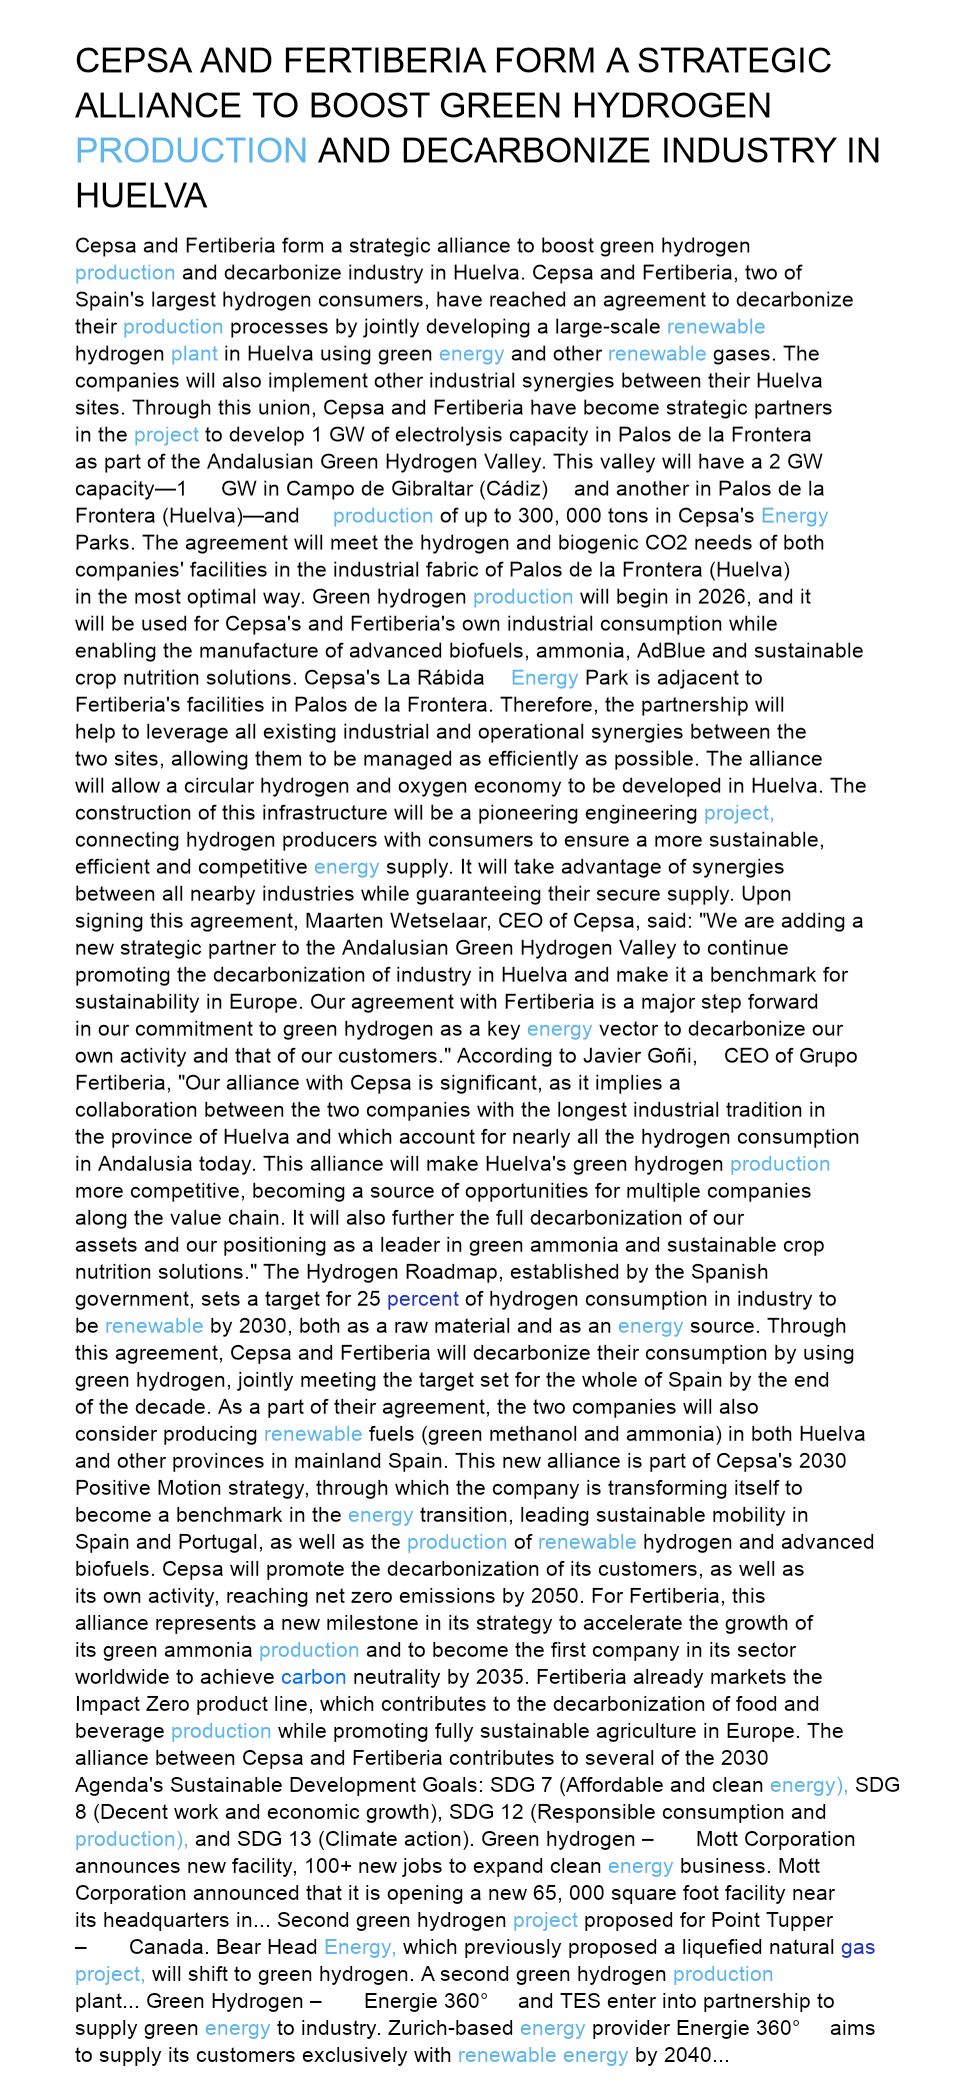 CEPSA AND FERTIBERIA FORM A STRATEGIC
ALLIANCE TO BOOST GREEN HYDROGEN
PRODUCTION AND DECARBONIZE INDUSTRY IN
HUELVA
Cepsa and Fertiberia form a strategic alliance to boost green hydrogen
production and decarbonize industry in Huelva. Cepsa and Fertiberia, two of
Spain's largest hydrogen consumers, have reached an agreement to decarbonize
their production processes by jointly developing a large-scale renewable
hydrogen plant in Huelva using green energy and other renewable gases. The
companies will also implement other industrial synergies between their Huelva
sites. Through this union, Cepsa and Fertiberia have become strategic partners
in the project to develop 1 GW of electrolysis capacity in Palos de la Frontera
as part of the Andalusian Green Hydrogen Valley. This valley will have a 2 GW
capacity—1 GW in Campo de Gibraltar (Cádiz) and another in Palos de la
Frontera (Huelva)—and production of up to 300, 000 tons in Cepsa's Energy
Parks. The agreement will meet the hydrogen and biogenic CO2 needs of both
companies' facilities in the industrial fabric of Palos de la Frontera (Huelva)
in the most optimal way. Green hydrogen production will begin in 2026, and it
will be used for Cepsa's and Fertiberia's own industrial consumption while
enabling the manufacture of advanced biofuels, ammonia, AdBlue and sustainable
crop nutrition solutions. Cepsa's La Rábida Energy Park is adjacent to
Fertiberia's facilities in Palos de la Frontera. Therefore, the partnership will
help to leverage all existing industrial and operational synergies between the
two sites, allowing them to be managed as efficiently as possible. The alliance
will allow a circular hydrogen and oxygen economy to be developed in Huelva. The
construction of this infrastructure will be a pioneering engineering project,
connecting hydrogen producers with consumers to ensure a more sustainable,
efficient and competitive energy supply. It will take advantage of synergies
between all nearby industries while guaranteeing their secure supply. Upon
signing this agreement, Maarten Wetselaar, CEO of Cepsa, said: "We are adding a
new strategic partner to the Andalusian Green Hydrogen Valley to continue
promoting the decarbonization of industry in Huelva and make it a benchmark for
sustainability in Europe. Our agreement with Fertiberia is a major step forward
in our commitment to green hydrogen as a key energy vector to decarbonize our
own activity and that of our customers." According to Javier Goñi, CEO of Grupo
Fertiberia, "Our alliance with Cepsa is significant, as it implies a
collaboration between the two companies with the longest industrial tradition in
the province of Huelva and which account for nearly all the hydrogen consumption
in Andalusia today. This alliance will make Huelva's green hydrogen production
more competitive, becoming a source of opportunities for multiple companies
along the value chain. It will also further the full decarbonization of our
assets and our positioning as a leader in green ammonia and sustainable crop
nutrition solutions." The Hydrogen Roadmap, established by the Spanish
government, sets a target for 25 percent of hydrogen consumption in industry to
be renewable by 2030, both as a raw material and as an energy source. Through
this agreement, Cepsa and Fertiberia will decarbonize their consumption by using
green hydrogen, jointly meeting the target set for the whole of Spain by the end
of the decade. As a part of their agreement, the two companies will also
consider producing renewable fuels (green methanol and ammonia) in both Huelva
and other provinces in mainland Spain. This new alliance is part of Cepsa's 2030
Positive Motion strategy, through which the company is transforming itself to
become a benchmark in the energy transition, leading sustainable mobility in
Spain and Portugal, as well as the production of renewable hydrogen and advanced
biofuels. Cepsa will promote the decarbonization of its customers, as well as
its own activity, reaching net zero emissions by 2050. For Fertiberia, this
alliance represents a new milestone in its strategy to accelerate the growth of
its green ammonia production and to become the first company in its sector
worldwide to achieve carbon neutrality by 2035. Fertiberia already markets the
Impact Zero product line, which contributes to the decarbonization of food and
beverage production while promoting fully sustainable agriculture in Europe. The
alliance between Cepsa and Fertiberia contributes to several of the 2030
Agenda's Sustainable Development Goals: SDG 7 (Affordable and clean energy), SDG
8 (Decent work and economic growth), SDG 12 (Responsible consumption and
production), and SDG 13 (Climate action). Green hydrogen – Mott Corporation
announces new facility, 100+ new jobs to expand clean energy business. Mott
Corporation announced that it is opening a new 65, 000 square foot facility near
its headquarters in... Second green hydrogen project proposed for Point Tupper
– Canada. Bear Head Energy, which previously proposed a liquefied natural gas
project, will shift to green hydrogen. A second green hydrogen production
plant... Green Hydrogen – Energie 360° and TES enter into partnership to
supply green energy to industry. Zurich-based energy provider Energie 360° aims
to supply its customers exclusively with renewable energy by 2040...